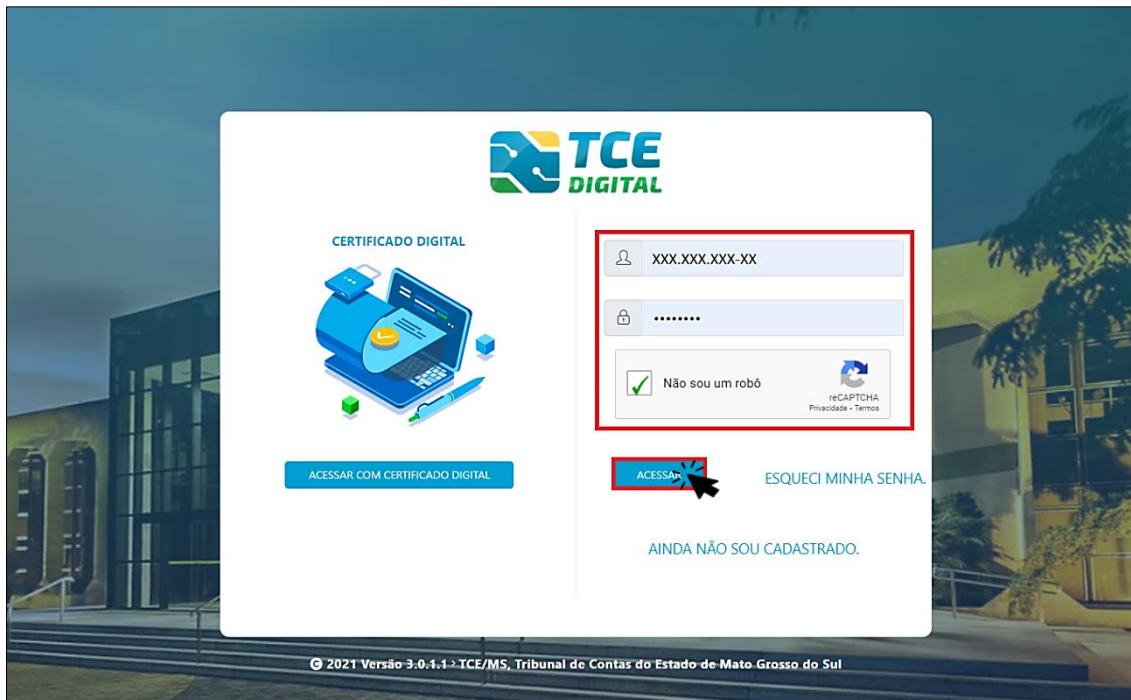 TCE
DIGITAL
CERTIFICADO DIGITAL
ACESSAR COM CERTIFICADO DIGITAL
XXX.XXX.XXX-XX
••••••••
Não sou um robô
reCAPTCHA
Privacidade - Termos
ACESSAR
ESQUECI MINHA SENHA.
AINDA NÃO SOU CADASTRADO.
© 2021 Versão 3.0.1.1 > TCE/MS, Tribunal de Contas do Estado de Mato Grosso do Sul